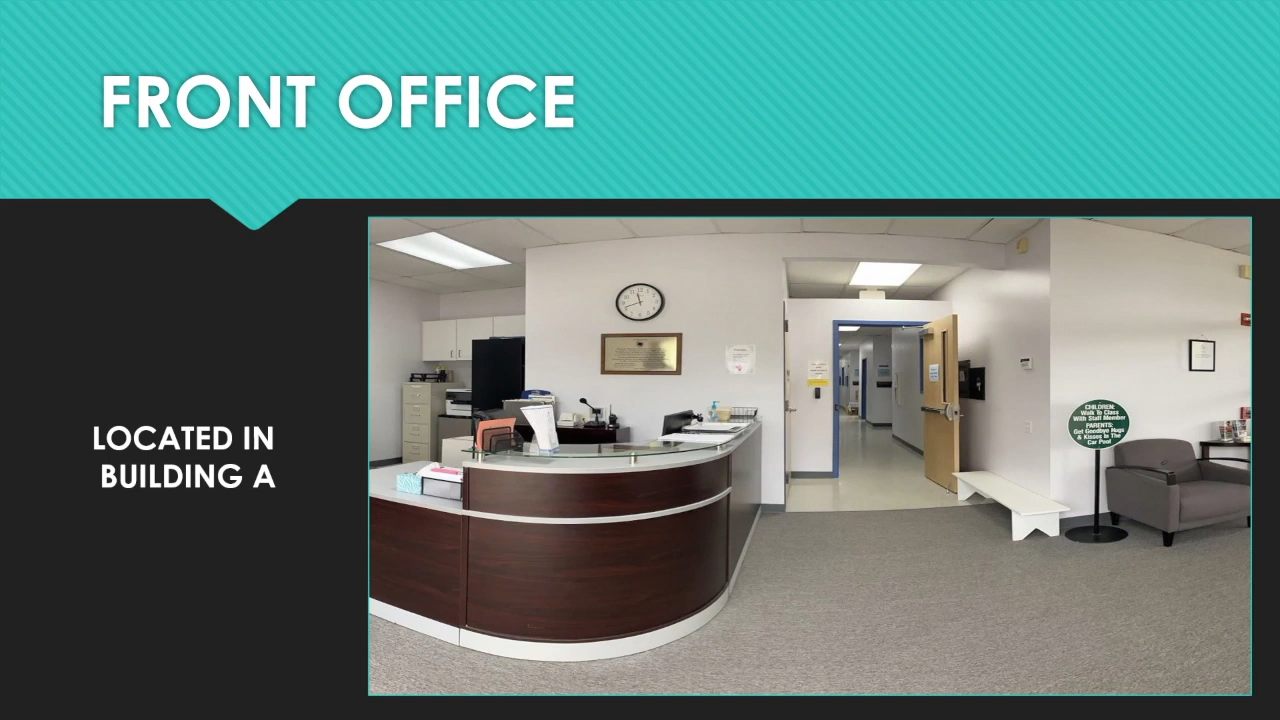 FRONT OFFICE
LOCATED IN
BUILDING A
CHILDREN:
Walk To Class
With Staff Member
PARENTS:
Get Goodbye Hugs
& Kisses In The
Car Pool